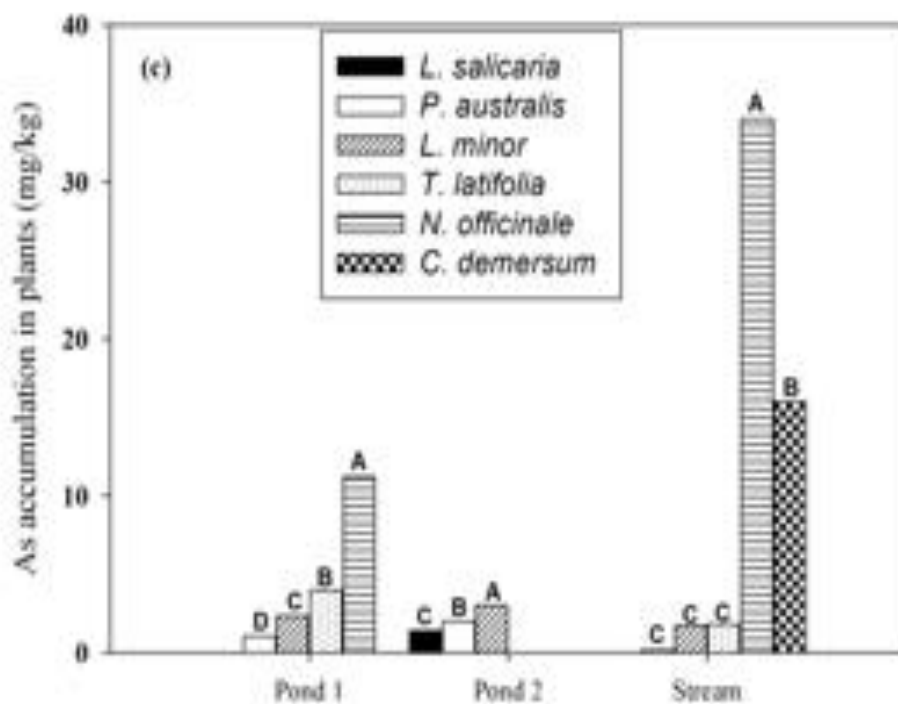 As accumulation in plants (mg/kg)
40
30
20
10
0
(c)
L. salicaria
P. australis
L. minor
T. latifolia
N. officinale
C. demersum
D
C
B
A
C
B
A
C
C
C
A
B
Pond 1
Pond 2
Stream